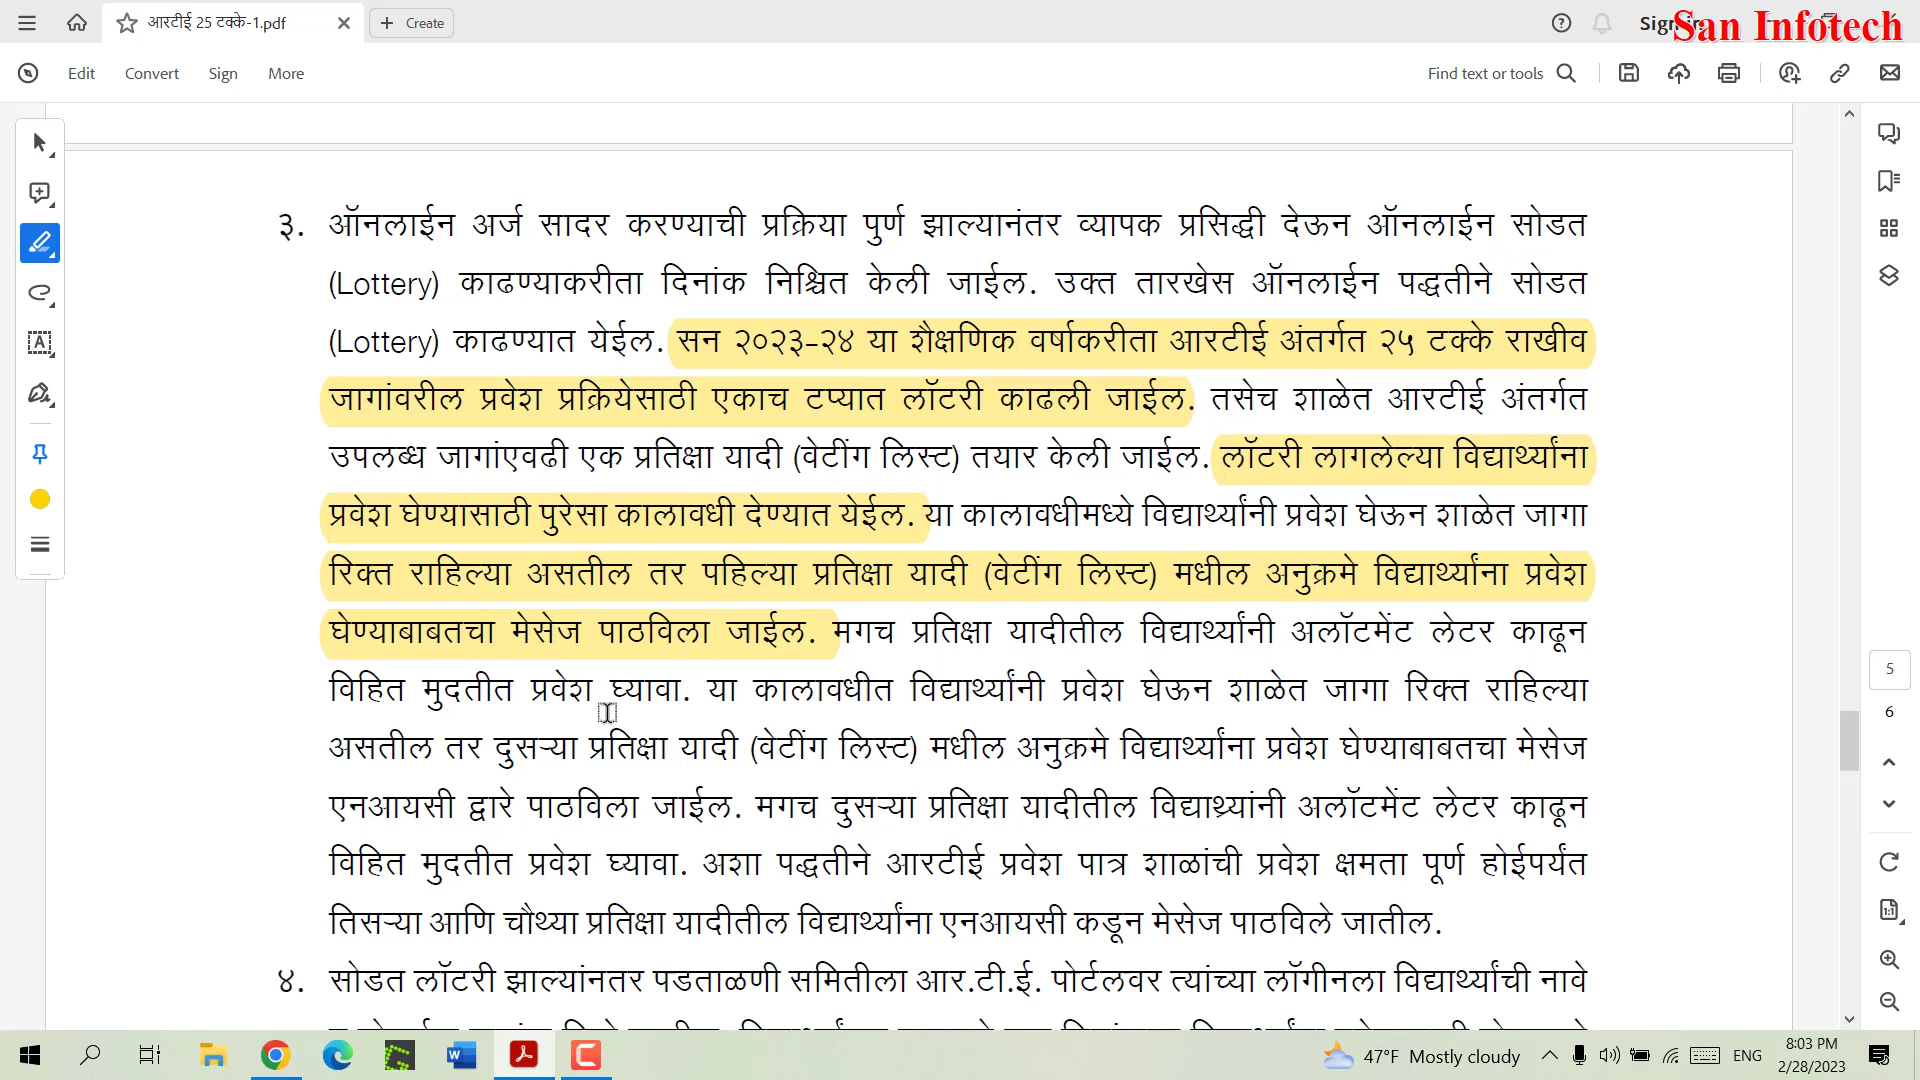 आरटीई 25 टक्के-1.pdf
Create
San Infotech
Edit Convert Sign More
Find text or tools
३. ऑनलाईन अर्ज सादर करण्याची प्रक्रिया पुर्ण झाल्यानंतर व्यापक प्रसिद्धी देऊन ऑनलाईन सोडत
(Lottery) काढण्याकरीता दिनांक निश्चित केली जाईल. उक्त तारखेस ऑनलाईन पद्धतीने सोडत
(Lottery) काढण्यात येईल. सन २०२३-२४ या शैक्षणिक वर्षाकरीता आरटीई अंतर्गत २५ टक्के राखीव
जागांवरील प्रवेश प्रक्रियेसाठी एकाच टप्यात लॉटरी काढली जाईल. तसेच शाळेत आरटीई अंतर्गत
उपलब्ध जागांएवढी एक प्रतिक्षा यादी (वेटींग लिस्ट) तयार केली जाईल. लॉटरी लागलेल्या विद्यार्थ्यांना
प्रवेश घेण्यासाठी पुरेसा कालावधी देण्यात येईल. या कालावधीमध्ये विद्यार्थ्यांनी प्रवेश घेऊन शाळेत जागा
रिक्त राहिल्या असतील तर पहिल्या प्रतिक्षा यादी (वेटींग लिस्ट) मधील अनुक्रमे विद्यार्थ्यांना प्रवेश
घेण्याबाबतचा मेसेज पाठविला जाईल. मगच प्रतिक्षा यादीतील विद्यार्थ्यांनी अलॉटमेंट लेटर काढून
विहित मुदतीत प्रवेश घ्यावा. या कालावधीत विद्यार्थ्यांनी प्रवेश घेऊन शाळेत जागा रिक्त राहिल्या
असतील तर दुसऱ्या प्रतिक्षा यादी (वेटींग लिस्ट) मधील अनुक्रमे विद्यार्थ्यांना प्रवेश घेण्याबाबतचा मेसेज
एनआयसी द्वारे पाठविला जाईल. मगच दुसऱ्या प्रतिक्षा यादीतील विद्यार्थ्यांनी अलॉटमेंट लेटर काढून
विहित मुदतीत प्रवेश घ्यावा. अशा पद्धतीने आरटीई प्रवेश पात्र शाळांची प्रवेश क्षमता पूर्ण होईपर्यंत
तिसऱ्या आणि चौथ्या प्रतिक्षा यादीतील विद्यार्थ्यांना एनआयसी कडून मेसेज पाठविले जातील.
४. सोडत लॉटरी झाल्यांनतर पडताळणी समितीला आर.टी.ई. पोर्टलवर त्यांच्या लॉगीनला विद्यार्थ्यांची नावे
5
6
47°F Mostly cloudy
ENG
8:03 PM
2/28/2023